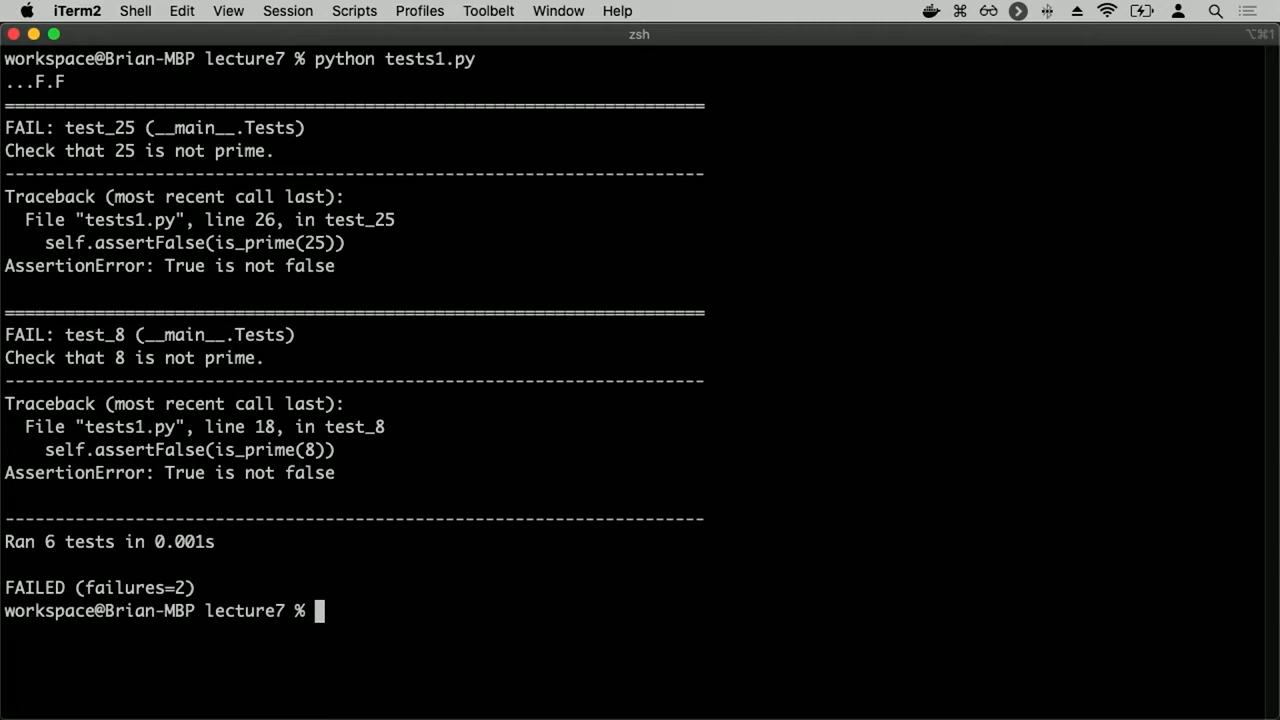 iTerm2 Shell Edit View Session Scripts Profiles Toolbelt Window Help
zsh
⌥⌘1
workspace@Brian-MBP lecture7 % python tests1.py
...F.F
======================================================================
FAIL: test_25 (__main__.Tests)
Check that 25 is not prime.
----------------------------------------------------------------------
Traceback (most recent call last):
  File "tests1.py", line 26, in test_25
    self.assertFalse(is_prime(25))
AssertionError: True is not false
======================================================================
FAIL: test_8 (__main__.Tests)
Check that 8 is not prime.
----------------------------------------------------------------------
Traceback (most recent call last):
  File "tests1.py", line 18, in test_8
    self.assertFalse(is_prime(8))
AssertionError: True is not false
----------------------------------------------------------------------
Ran 6 tests in 0.001s
FAILED (failures=2)
workspace@Brian-MBP lecture7 %